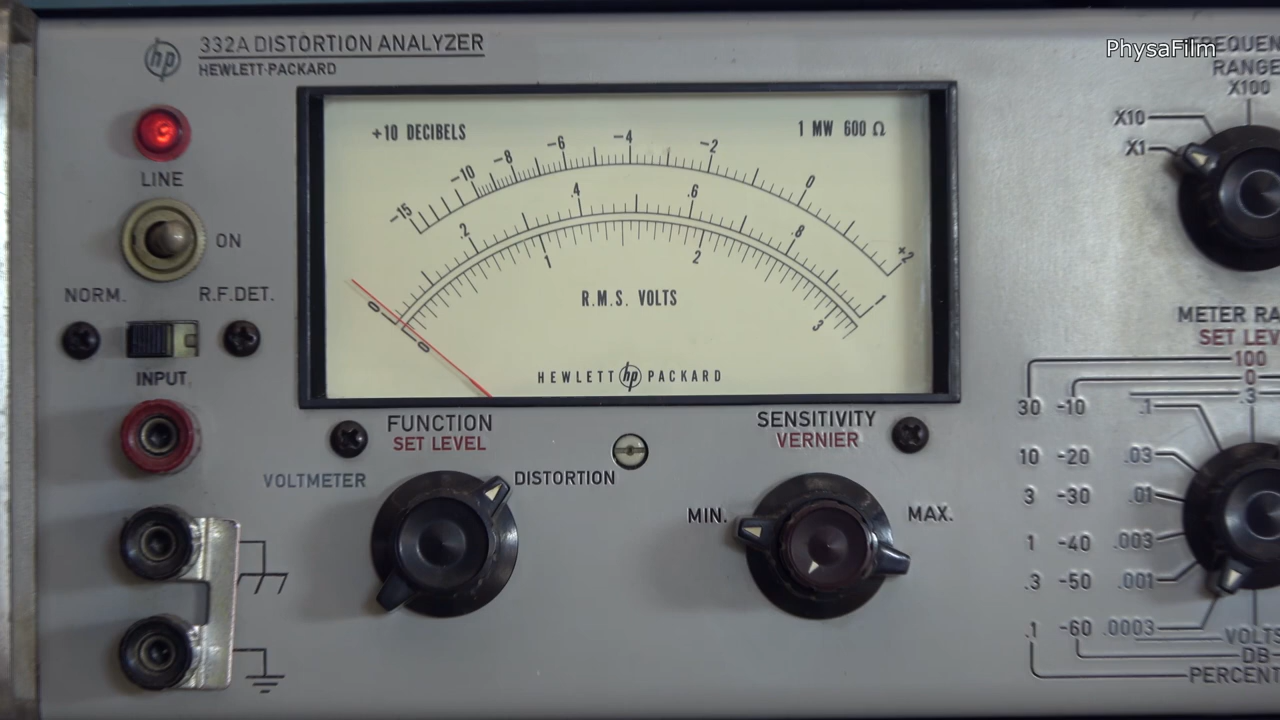 PhysaFilm
hp
332A DISTORTION ANALYZER
HEWLETT-PACKARD
LINE
ON
NORM. R.F.DET.
INPUT
+10 DECIBELS 1 MW 600 Ω
-15 -10 -8 -6 -4 -2 0 +2
0 .2 .4 .6 .8 1
0 1 2 3
R.M.S. VOLTS
HEWLETT hp PACKARD
FUNCTION
SET LEVEL
VOLTMETER DISTORTION
SENSITIVITY
VERNIER
MIN. MAX.
RANGE
X100
X10
X1
METER
SET
100
0
.3
30 -10 .1
10 -20 .03
3 -30 .01
1 -40 .003
.3 -50 .001
.1 -60 .0003
VOLTS
DB
PERCENT